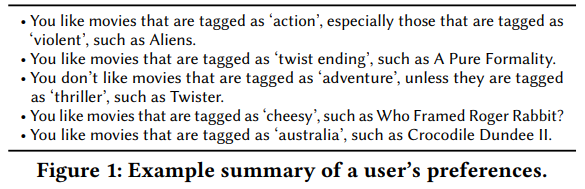 • You like movies that are tagged as ‘action’, especially those that are tagged as
‘violent’, such as Aliens.
• You like movies that are tagged as ‘twist ending’, such as A Pure Formality.
• You don’t like movies that are tagged as ‘adventure’, unless they are tagged
as ‘thriller’, such as Twister.
• You like movies that are tagged as ‘cheesy’, such as Who Framed Roger Rabbit?
• You like movies that are tagged as ‘australia’, such as Crocodile Dundee II.
Figure 1: Example summary of a user’s preferences.